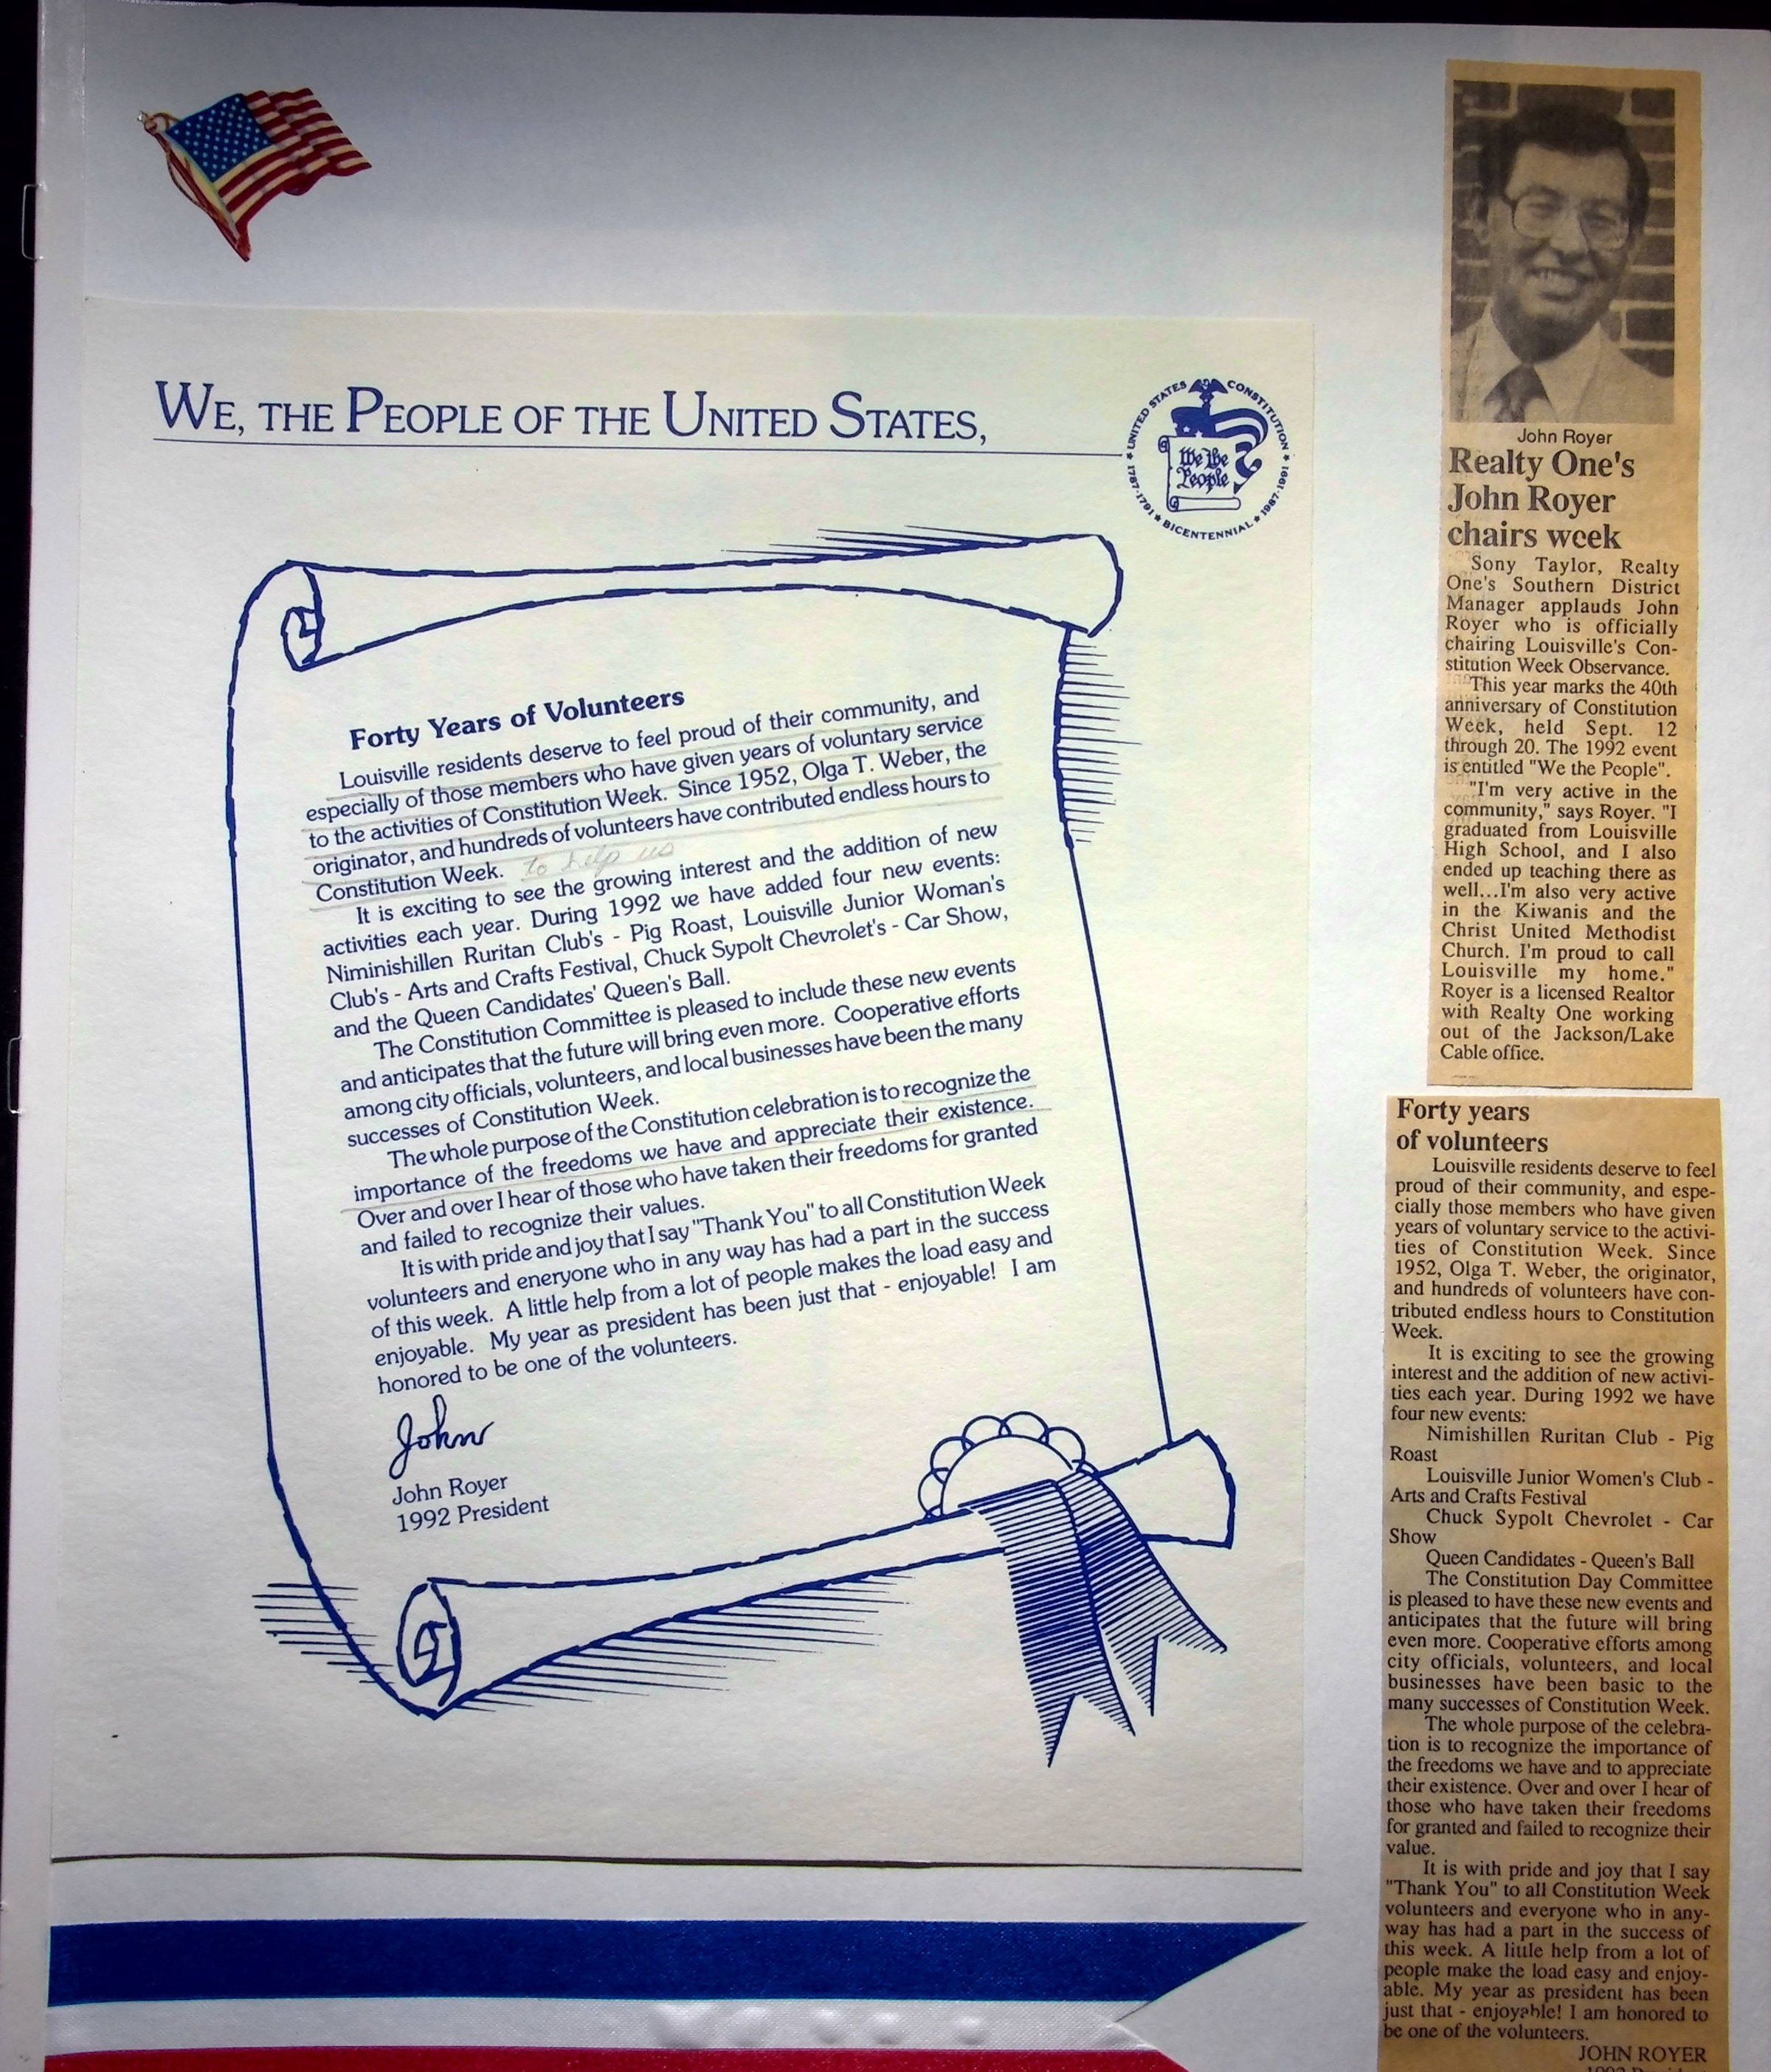 WE, THE PEOPLE OF THE UNITED STATES,
★ UNITED STATES CONSTITUTION ★
1787-1791 ★ BICENTENNIAL ★ 1987-1991
We the
People
Forty Years of Volunteers
Louisville residents deserve to feel proud of their community, and
especially of those members who have given years of voluntary service
to the activities of Constitution Week. Since 1952, Olga T. Weber, the
originator, and hundreds of volunteers have contributed endless hours to
Constitution Week. to help us
It is exciting to see the growing interest and the addition of new
activities each year. During 1992 we have added four new events:
Niminishillen Ruritan Club's - Pig Roast, Louisville Junior Woman's
Club's - Arts and Crafts Festival, Chuck Sypolt Chevrolet's - Car Show,
and the Queen Candidates' Queen's Ball.
The Constitution Committee is pleased to include these new events
and anticipates that the future will bring even more. Cooperative efforts
among city officials, volunteers, and local businesses have been the many
successes of Constitution Week.
The whole purpose of the Constitution celebration is to recognize the
importance of the freedoms we have and appreciate their existence.
Over and over I hear of those who have taken their freedoms for granted
and failed to recognize their values.
It is with pride and joy that I say "Thank You" to all Constitution Week
volunteers and eneryone who in any way has had a part in the success
of this week. A little help from a lot of people makes the load easy and
enjoyable. My year as president has been just that - enjoyable! I am
honored to be one of the volunteers.
John
John Royer
1992 President
John Royer
Realty One's
John Royer
chairs week
Sony Taylor, Realty
One's Southern District
Manager applauds John
Royer who is officially
chairing Louisville's Con-
stitution Week Observance.
This year marks the 40th
anniversary of Constitution
Week, held Sept. 12
through 20. The 1992 event
is entitled "We the People".
"I'm very active in the
community," says Royer. "I
graduated from Louisville
High School, and I also
ended up teaching there as
well...I'm also very active
in the Kiwanis and the
Christ United Methodist
Church. I'm proud to call
Louisville my home."
Royer is a licensed Realtor
with Realty One working
out of the Jackson/Lake
Cable office.
Forty years
of volunteers
Louisville residents deserve to feel
proud of their community, and espe-
cially those members who have given
years of voluntary service to the activi-
ties of Constitution Week. Since
1952, Olga T. Weber, the originator,
and hundreds of volunteers have con-
tributed endless hours to Constitution
Week.
It is exciting to see the growing
interest and the addition of new activi-
ties each year. During 1992 we have
four new events:
Nimishillen Ruritan Club - Pig
Roast
Louisville Junior Women's Club -
Arts and Crafts Festival
Chuck Sypolt Chevrolet - Car
Show
Queen Candidates - Queen's Ball
The Constitution Day Committee
is pleased to have these new events and
anticipates that the future will bring
even more. Cooperative efforts among
city officials, volunteers, and local
businesses have been basic to the
many successes of Constitution Week.
The whole purpose of the celebra-
tion is to recognize the importance of
the freedoms we have and to appreciate
their existence. Over and over I hear of
those who have taken their freedoms
for granted and failed to recognize their
value.
It is with pride and joy that I say
"Thank You" to all Constitution Week
volunteers and everyone who in any-
way has had a part in the success of
this week. A little help from a lot of
people make the load easy and enjoy-
able. My year as president has been
just that - enjoyable! I am honored to
be one of the volunteers.
JOHN ROYER